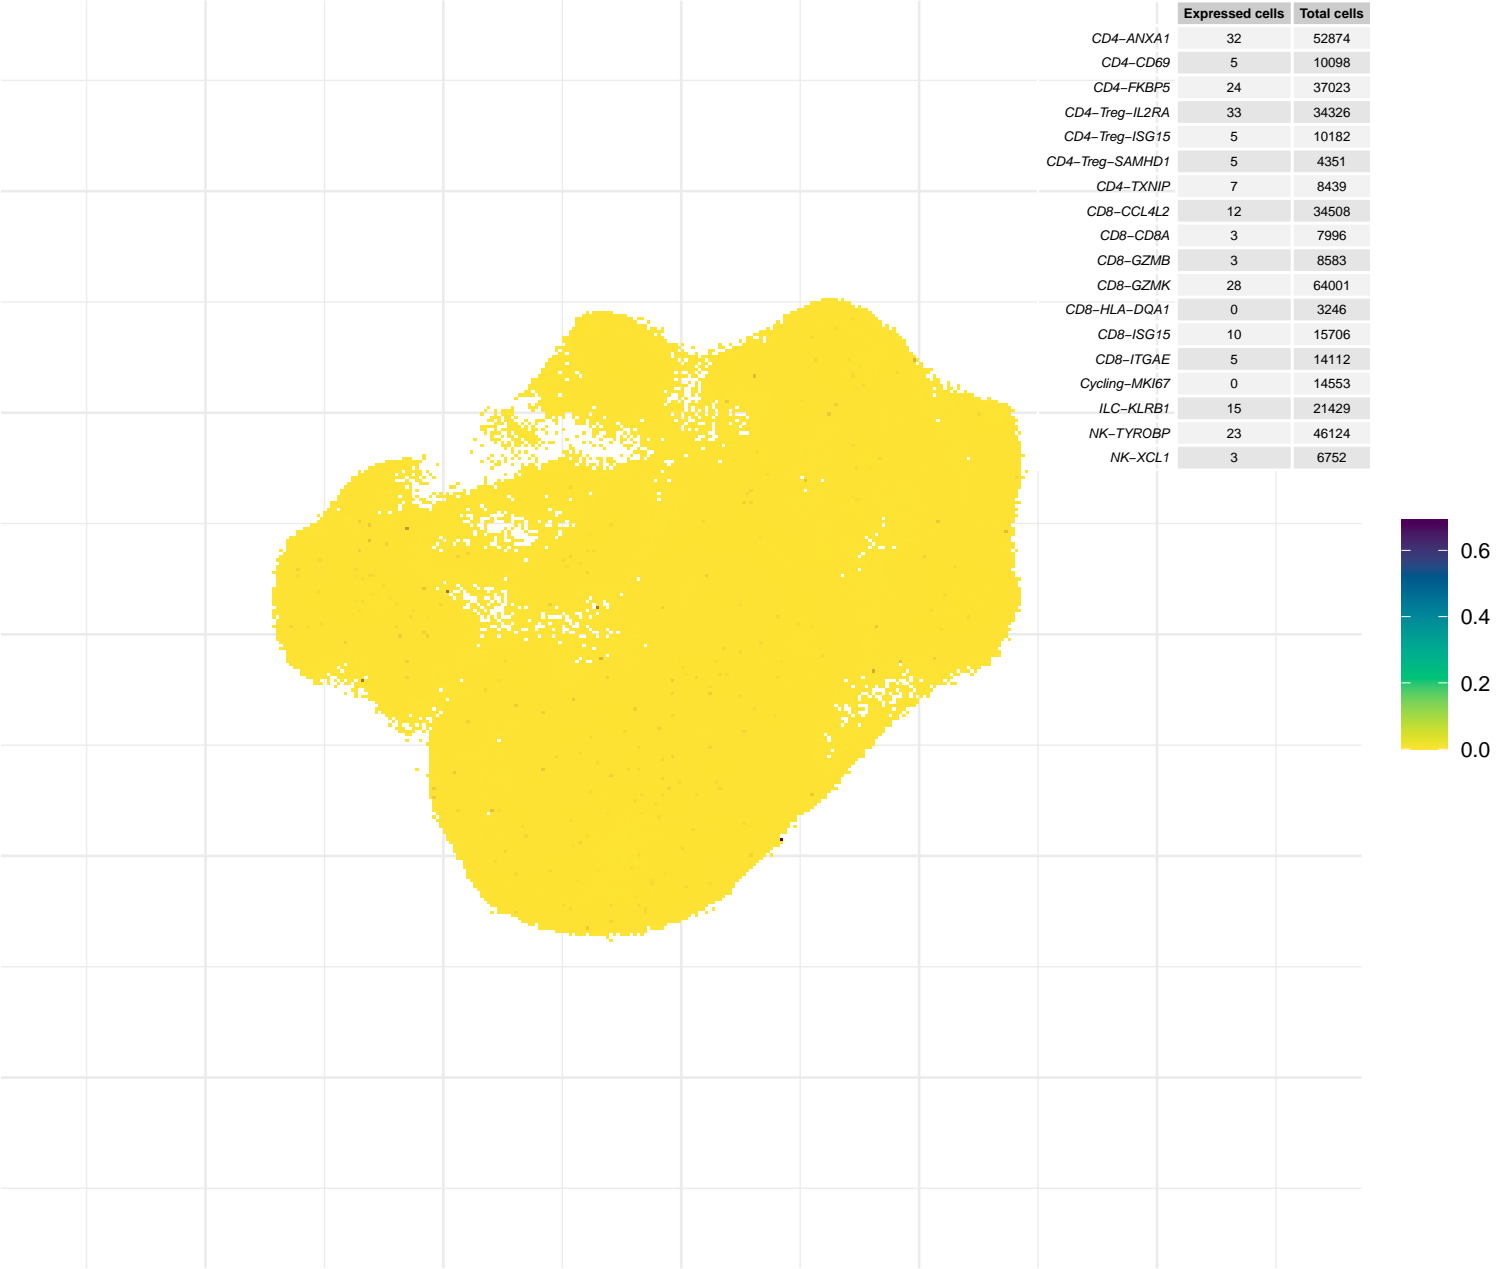 Expressed cells Total cells
CD4−ANXA1 32 52874
CD4−CD69 5 10098
CD4−FKBP5 24 37023
CD4−Treg−IL2RA 33 34326
CD4−Treg−ISG15 5 10182
CD4−Treg−SAMHD1 5 4351
CD4−TXNIP 7 8439
CD8−CCL4L2 12 34508
CD8−CD8A 3 7996
CD8−GZMB 3 8583
CD8−GZMK 28 64001
CD8−HLA−DQA1 0 3246
CD8−ISG15 10 15706
CD8−ITGAE 5 14112
Cycling−MKI67 0 14553
ILC−KLRB1 15 21429
NK−TYROBP 23 46124
NK−XCL1 3 6752
0.6
0.4
0.2
0.0